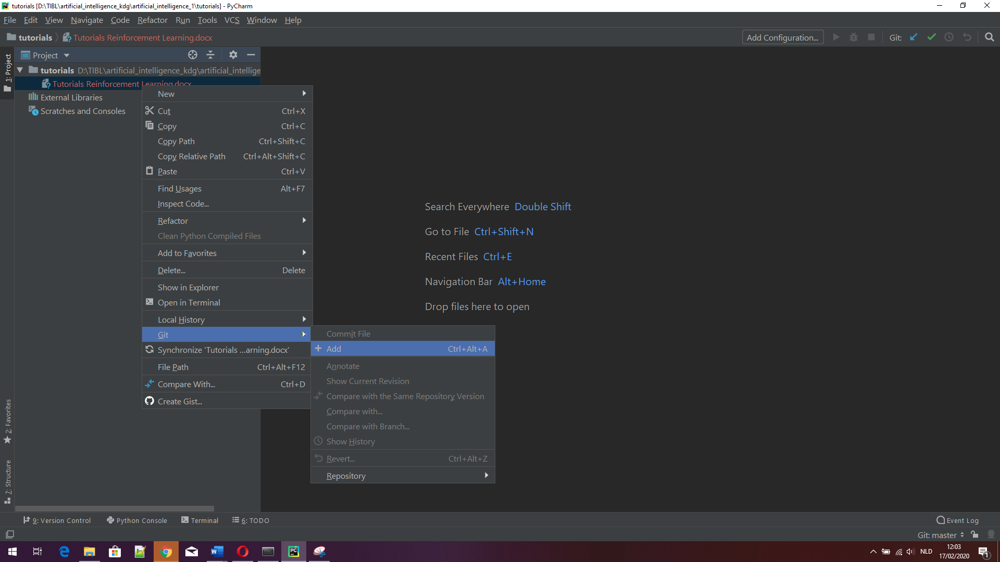 tutorials [D:\TIBL\artificial_intelligence_kdg\artificial_intelligence_1\tutorials] - PyCharm
File Edit View Navigate Code Refactor Run Tools VCS Window Help
tutorials Tutorials Reinforcement Learning.docx
Add Configuration... Git:
1: Project
Project
tutorials D:\TIBL\artificial_intelligence_kdg\artificial_intellige
Tutorials Reinforcement Learning.docx
External Libraries
Scratches and Consoles
New
Cut Ctrl+X
Copy Ctrl+C
Copy Path Ctrl+Shift+C
Copy Relative Path Ctrl+Alt+Shift+C
Paste Ctrl+V
Find Usages Alt+F7
Inspect Code...
Refactor
Clean Python Compiled Files
Add to Favorites
Delete... Delete
Show in Explorer
Open in Terminal
Local History
Git
Synchronize 'Tutorials ...arning.docx'
File Path Ctrl+Alt+F12
Compare With... Ctrl+D
Create Gist...
Commit File
Add Ctrl+Alt+A
Annotate
Show Current Revision
Compare with the Same Repository Version
Compare with...
Compare with Branch...
Show History
Revert... Ctrl+Alt+Z
Repository
Search Everywhere Double Shift
Go to File Ctrl+Shift+N
Recent Files Ctrl+E
Navigation Bar Alt+Home
Drop files here to open
2: Favorites
7: Structure
9: Version Control Python Console Terminal 6: TODO Event Log
Git: master
PC
NLD
12:03
17/02/2020
1